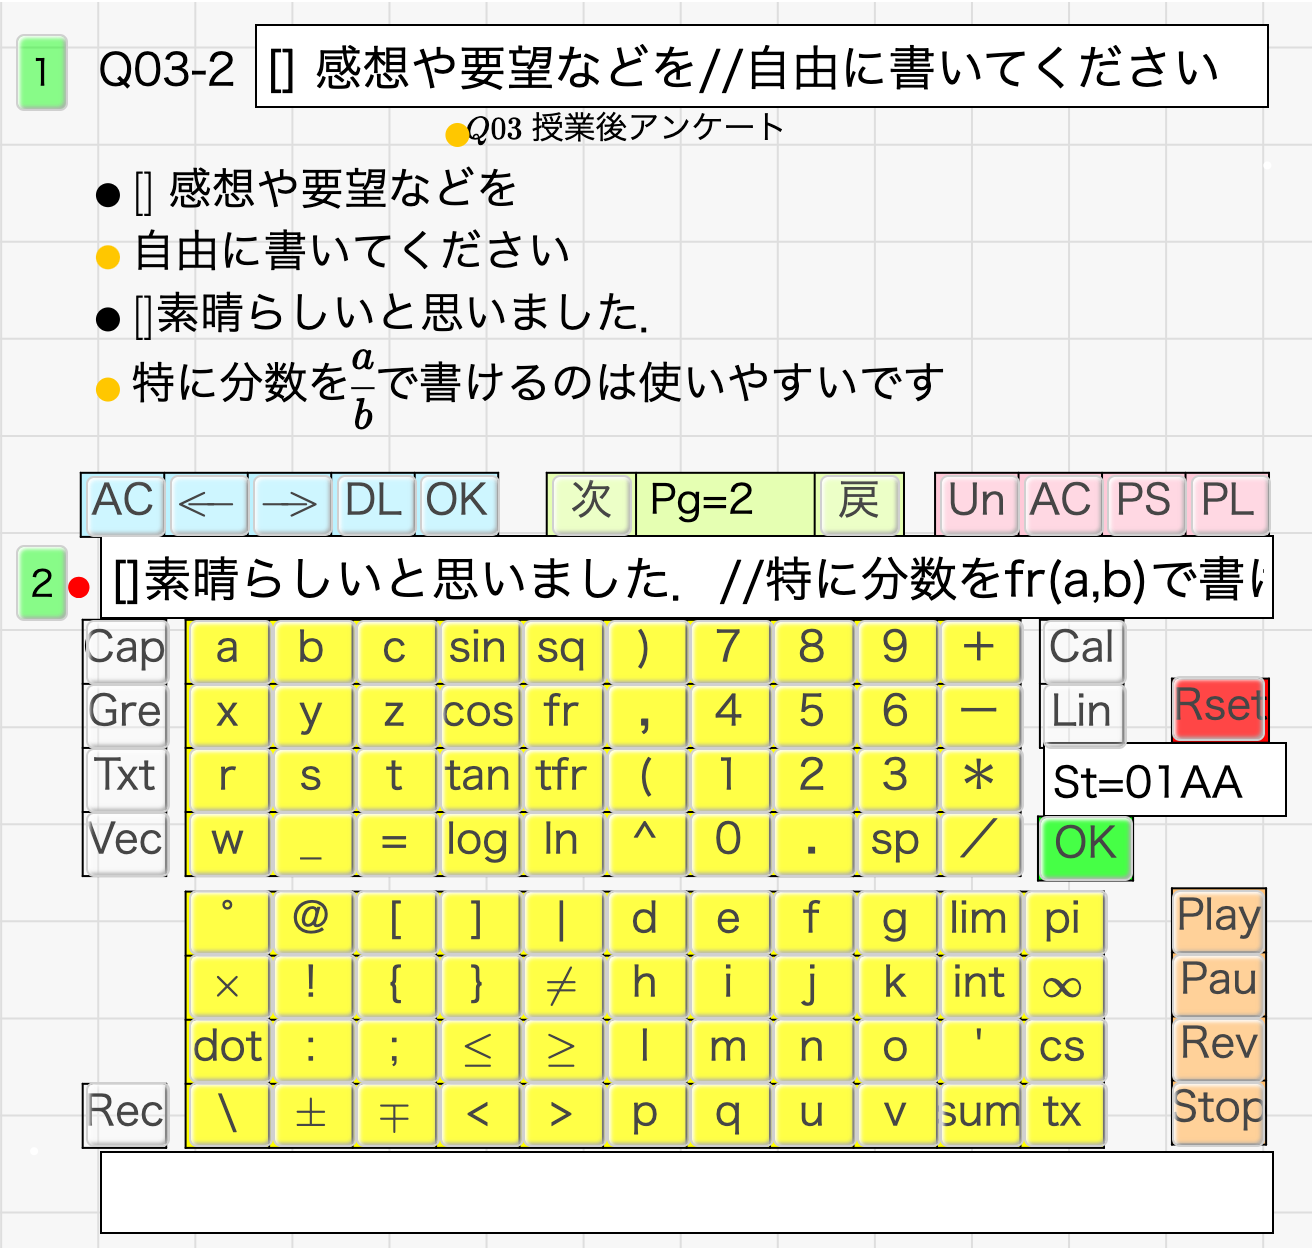 1 Q03-2 [] 感想や要望などを//自由に書いてください
Q03 授業後アンケート
[] 感想や要望などを
自由に書いてください
[]素晴らしいと思いました．
特に分数をa/bで書けるのは使いやすいです
AC <— —> DL OK 次 Pg=2 戻 Un AC PS PL
2 []素晴らしいと思いました．//特に分数をfr(a,b)で書け
Cap a b c sin sq ) 7 8 9 + Cal
Gre x y z cos fr , 4 5 6 − Lin Rset
Txt r s t tan tfr ( 1 2 3 * St=01AA
Vec w _ = log ln ^ 0 . sp / OK
° @ [ ] | d e f g lim pi Play
× ! { } ≠ h i j k int ∞ Pau
dot : ; ≤ ≥ l m n o ' cs Rev
Rec \ ± ∓ < > p q u v sum tx Stop